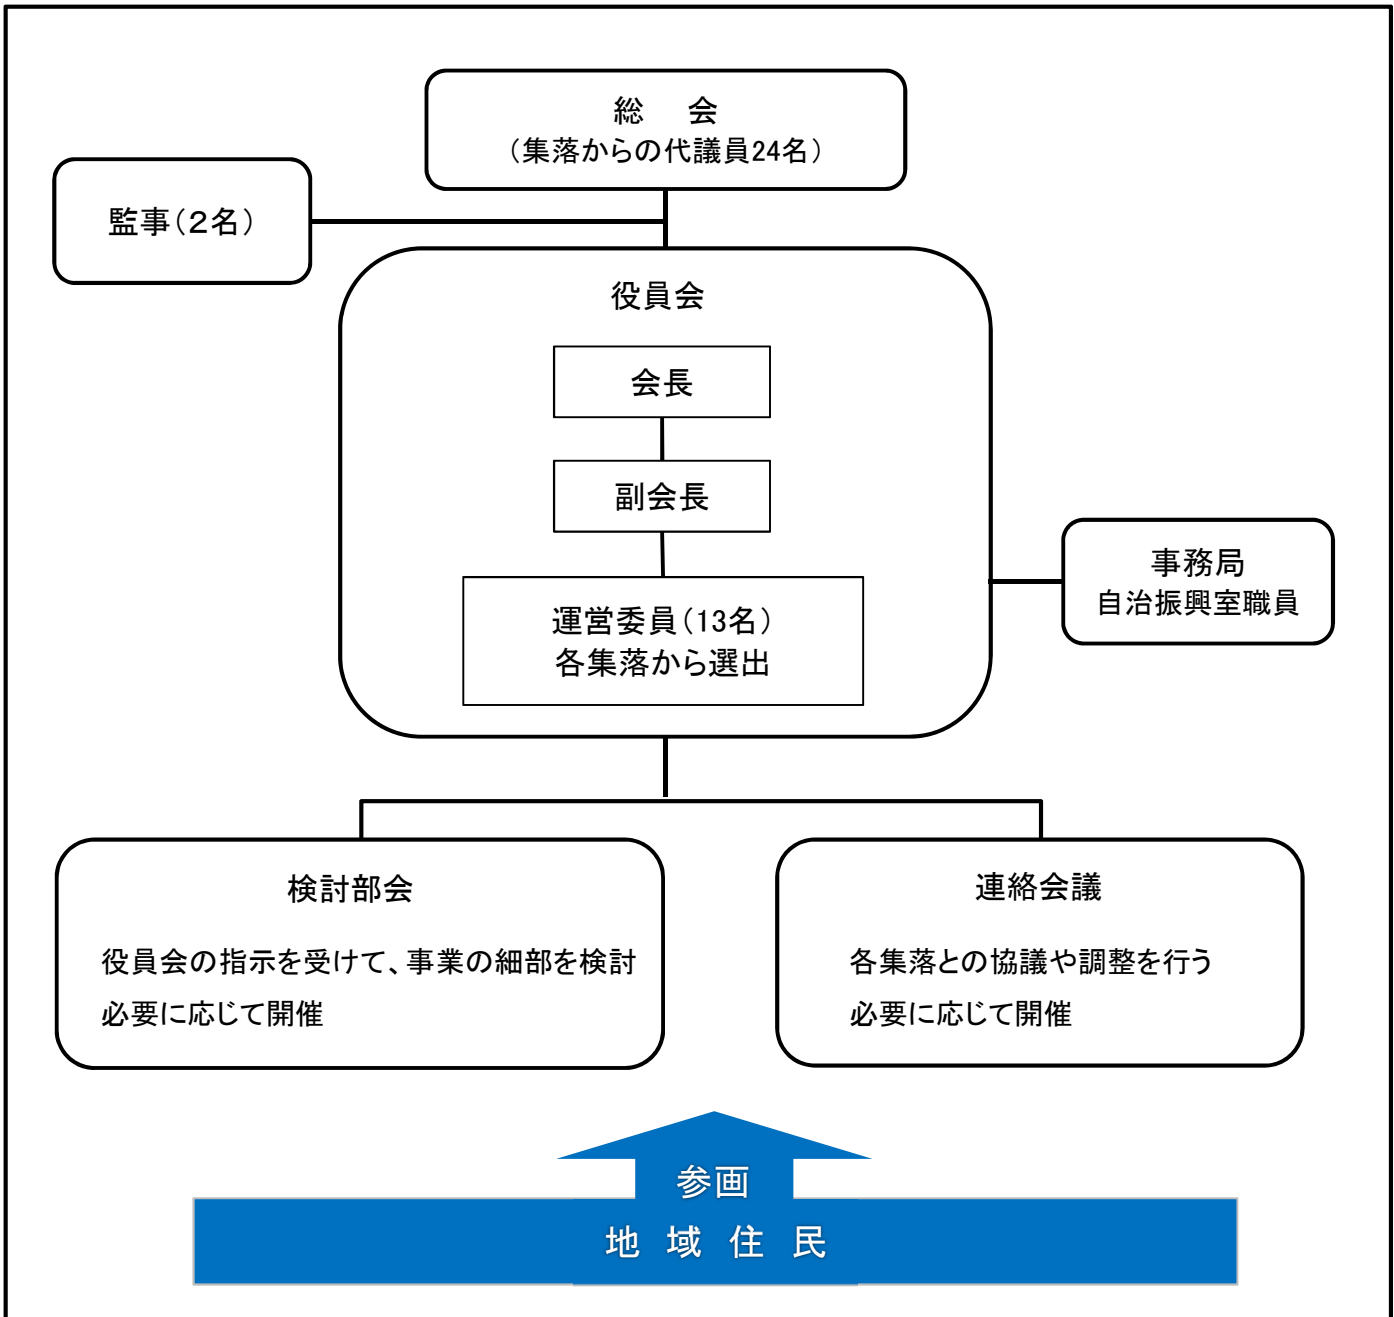 総　会
（集落からの代議員24名）
監事（２名）
役員会
会長
副会長
運営委員（13名）
各集落から選出
事務局
自治振興室職員
検討部会
役員会の指示を受けて、事業の細部を検討
必要に応じて開催
連絡会議
各集落との協議や調整を行う
必要に応じて開催
参画
地　域　住　民